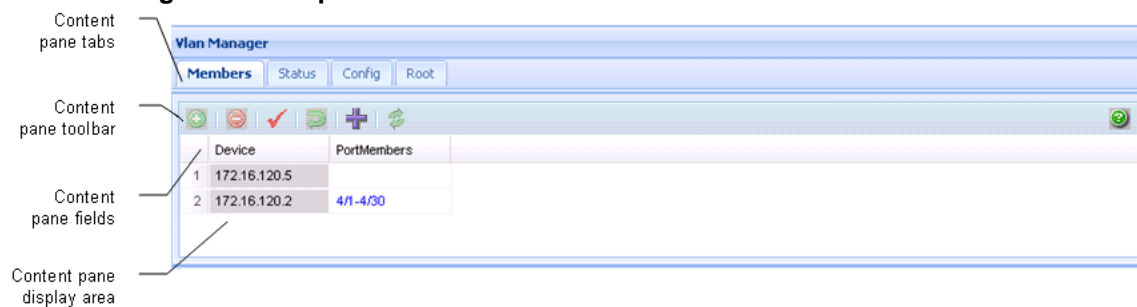 Content
pane tabs
Vlan Manager
Members Status Config Root
Content
pane toolbar
Device PortMembers
1 172.16.120.5
2 172.16.120.2 4/1-4/30
Content
pane fields
Content pane
display area